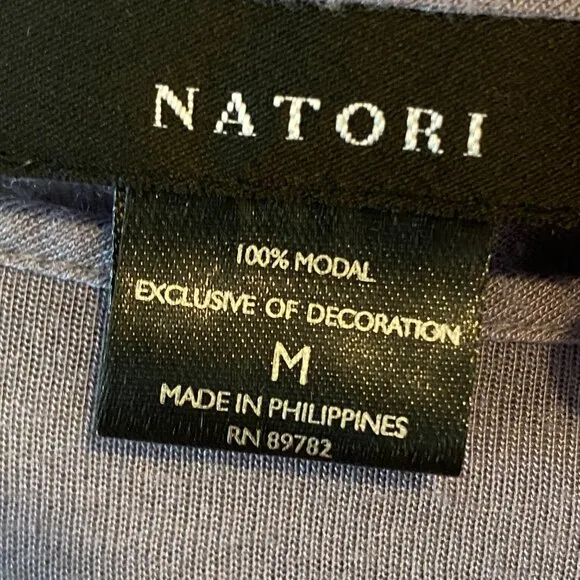 NATORI
100% MODAL
EXCLUSIVE OF DECORATION
M
MADE IN PHILIPPINES
RN 89782